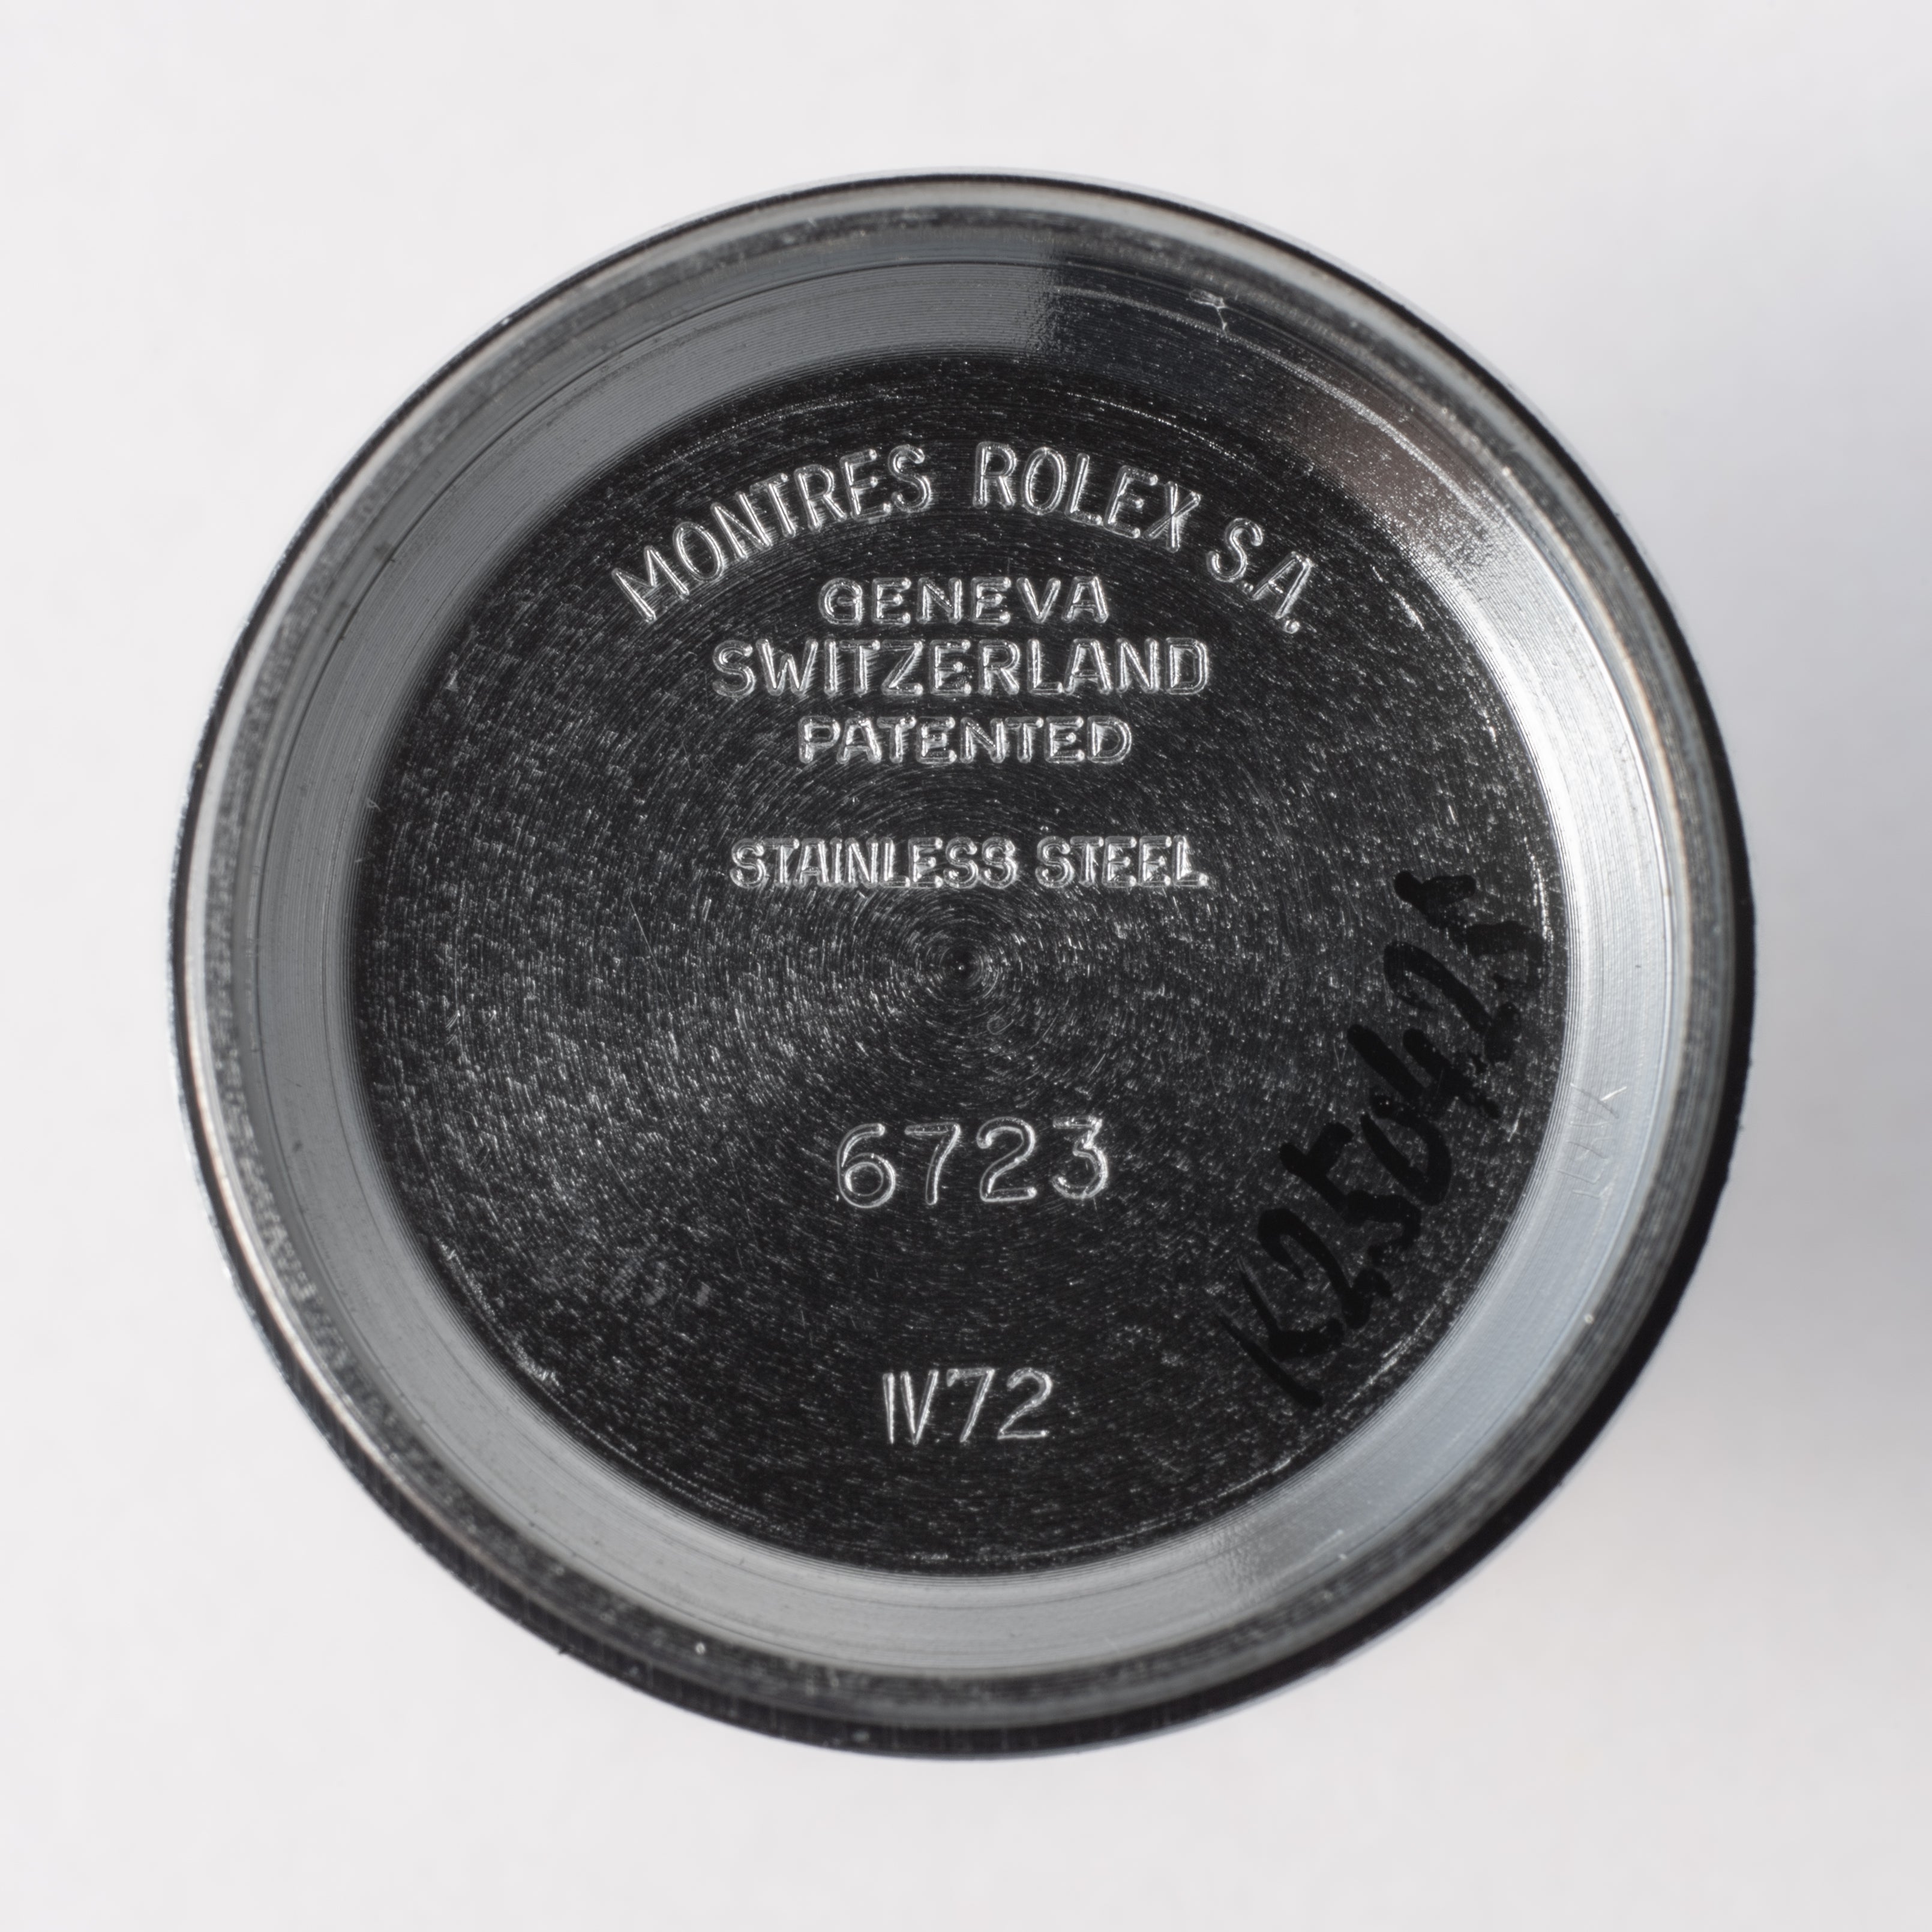 MONTRES ROLEX S.A.
GENEVA
SWITZERLAND
PATENTED
STAINLESS STEEL
6723
IV72